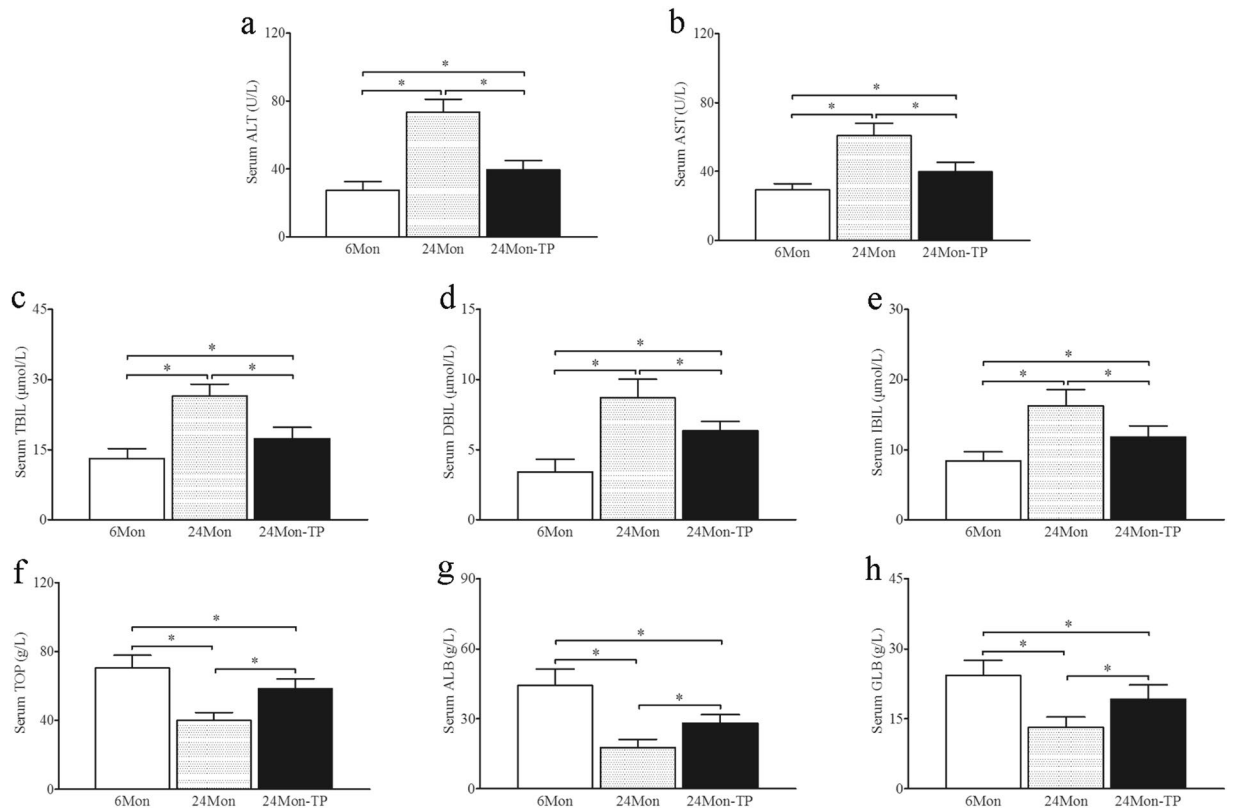 a
Serum ALT (U/L)
120
80
40
0
*
*
*
6Mon
24Mon
24Mon-TP
b
Serum AST (U/L)
120
80
40
0
*
*
*
6Mon
24Mon
24Mon-TP
c
Serum TBIL (μmol/L)
45
30
15
0
*
*
*
6Mon
24Mon
24Mon-TP
d
Serum DBIL (μmol/L)
15
10
5
0
*
*
*
6Mon
24Mon
24Mon-TP
e
Serum IBIL (μmol/L)
30
20
10
0
*
*
*
6Mon
24Mon
24Mon-TP
f
Serum TOP (g/L)
120
80
40
0
*
*
*
6Mon
24Mon
24Mon-TP
g
Serum ALB (g/L)
90
60
30
0
*
*
*
6Mon
24Mon
24Mon-TP
h
Serum GLB (g/L)
45
30
15
0
*
*
*
6Mon
24Mon
24Mon-TP